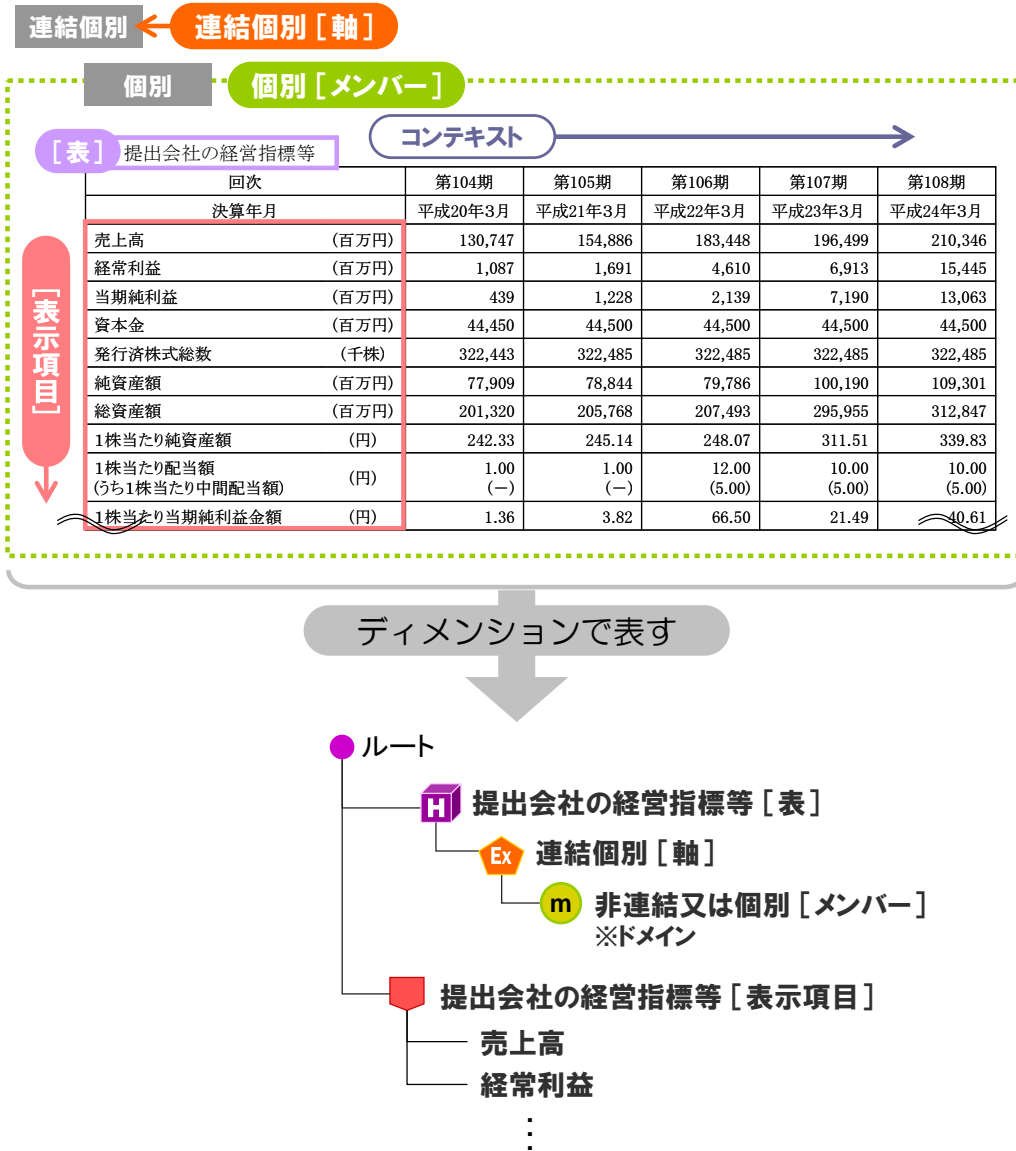 連結個別 連結個別［軸］
個別 個別［メンバー］
コンテキスト
［表］ 提出会社の経営指標等
回次 第104期 第105期 第106期 第107期 第108期
決算年月 平成20年3月 平成21年3月 平成22年3月 平成23年3月 平成24年3月
［表示項目］
売上高 (百万円) 130,747 154,886 183,448 196,499 210,346
経常利益 (百万円) 1,087 1,691 4,610 6,913 15,445
当期純利益 (百万円) 439 1,228 2,139 7,190 13,063
資本金 (百万円) 44,450 44,500 44,500 44,500 44,500
発行済株式総数 (千株) 322,443 322,485 322,485 322,485 322,485
純資産額 (百万円) 77,909 78,844 79,786 100,190 109,301
総資産額 (百万円) 201,320 205,768 207,493 295,955 312,847
1株当たり純資産額 (円) 242.33 245.14 248.07 311.51 339.83
1株当たり配当額 (円) 1.00 1.00 12.00 10.00 10.00
(うち1株当たり中間配当額) (－) (－) (5.00) (5.00) (5.00)
1株当たり当期純利益金額 (円) 1.36 3.82 66.50 21.49 40.61
ディメンションで表す
ルート
H 提出会社の経営指標等［表］
Ex 連結個別［軸］
m 非連結又は個別［メンバー］
※ドメイン
提出会社の経営指標等［表示項目］
売上高
経常利益
⋮